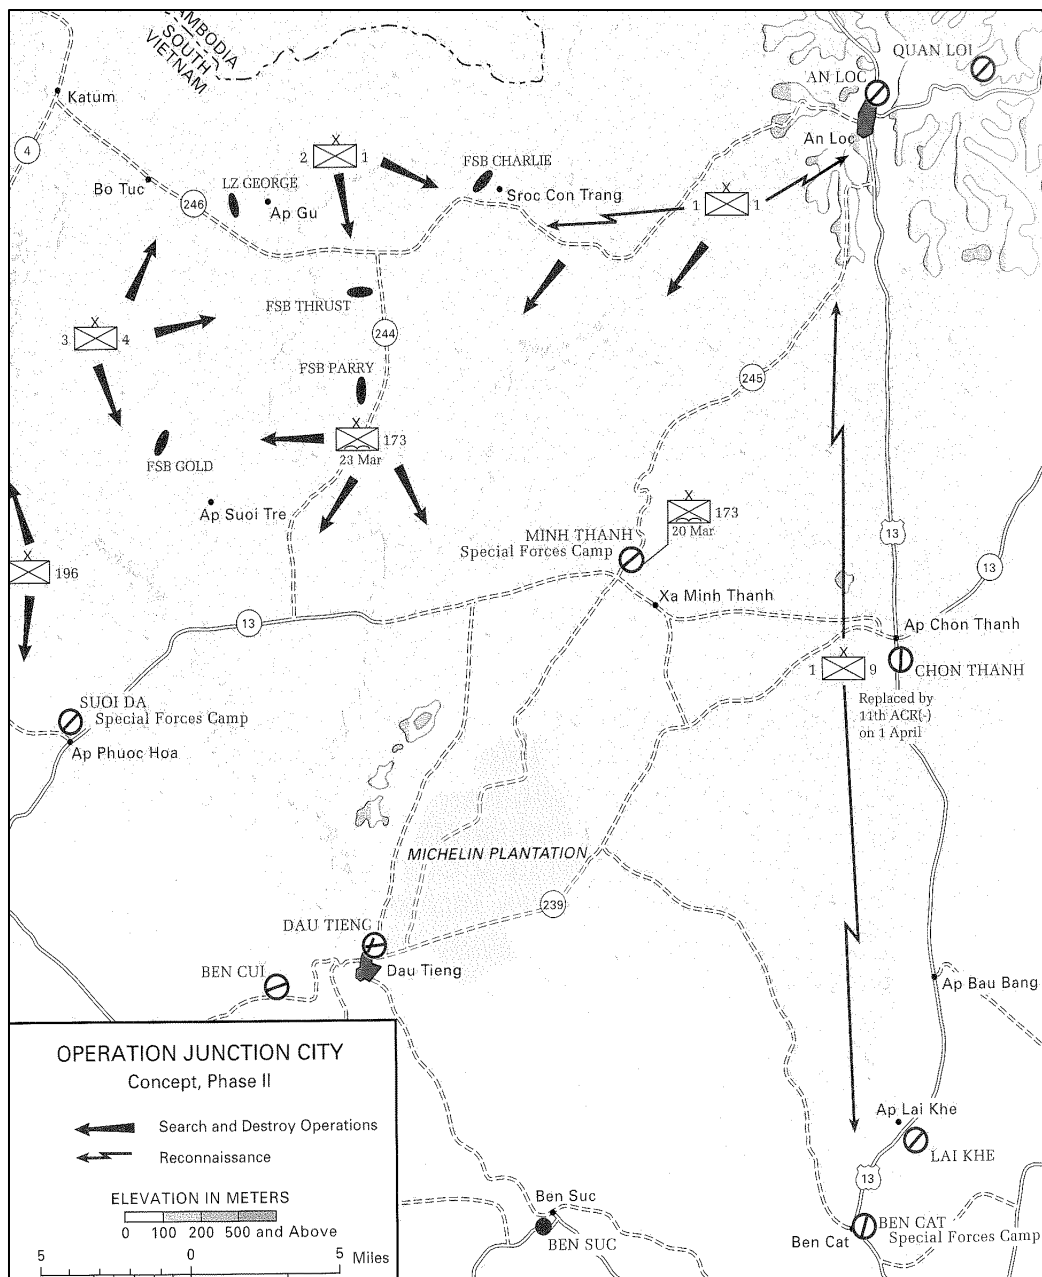 CAMBODIA
SOUTH
VIETNAM
QUAN LOI
AN LOC
Katum
An Loc
4
X
2 1
FSB CHARLIE
Bo Tuc
LZ GEORGE
Sroc Con Trang
246
Ap Gu
X
1 1
FSB THRUST
X
3 4
244
FSB PARRY
245
X
173
23 Mar
FSB GOLD
Ap Suoi Tre
X
173
20 Mar
MINH THANH
Special Forces Camp
13
X
196
13
Xa Minh Thanh
13
Ap Chon Thanh
X
1 9
CHON THANH
Replaced by
11th ACR(-)
on 1 April
SUOI DA
Special Forces Camp
Ap Phuoc Hoa
MICHELIN PLANTATION
239
DAU TIENG
Dau Tieng
BEN CUI
Ap Bau Bang
OPERATION JUNCTION CITY
Concept, Phase II
Search and Destroy Operations
Reconnaissance
ELEVATION IN METERS
0 100 200 500 and Above
5 0 5 Miles
Ap Lai Khe
LAI KHE
13
Ben Suc
BEN SUC
Ben Cat
BEN CAT
Special Forces Camp